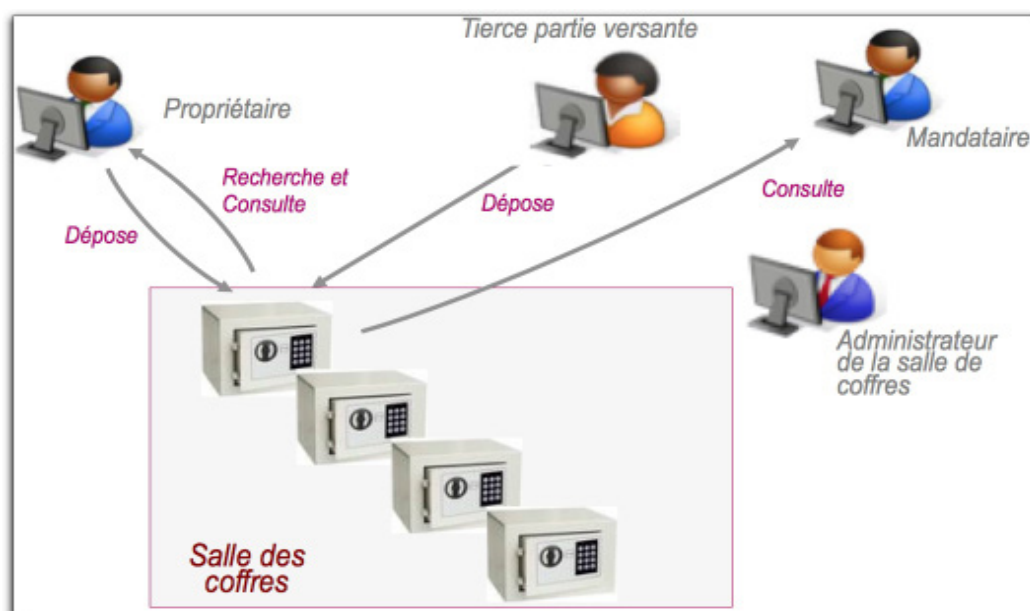 Tierce partie versante
Propriétaire
Mandataire
Recherche et
Consulte
Dépose
Dépose
Consulte
Administrateur
de la salle de
coffres
Salle des
coffres